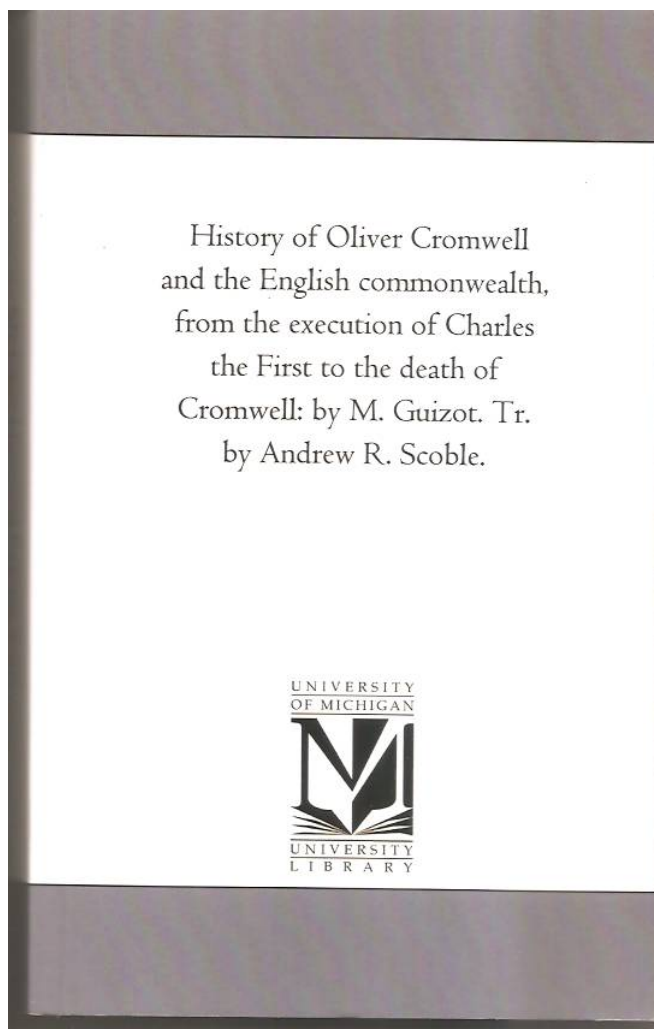 History of Oliver Cromwell
and the English commonwealth,
from the execution of Charles
the First to the death of
Cromwell: by M. Guizot. Tr.
by Andrew R. Scoble.
UNIVERSITY
OF MICHIGAN
M
UNIVERSITY
LIBRARY